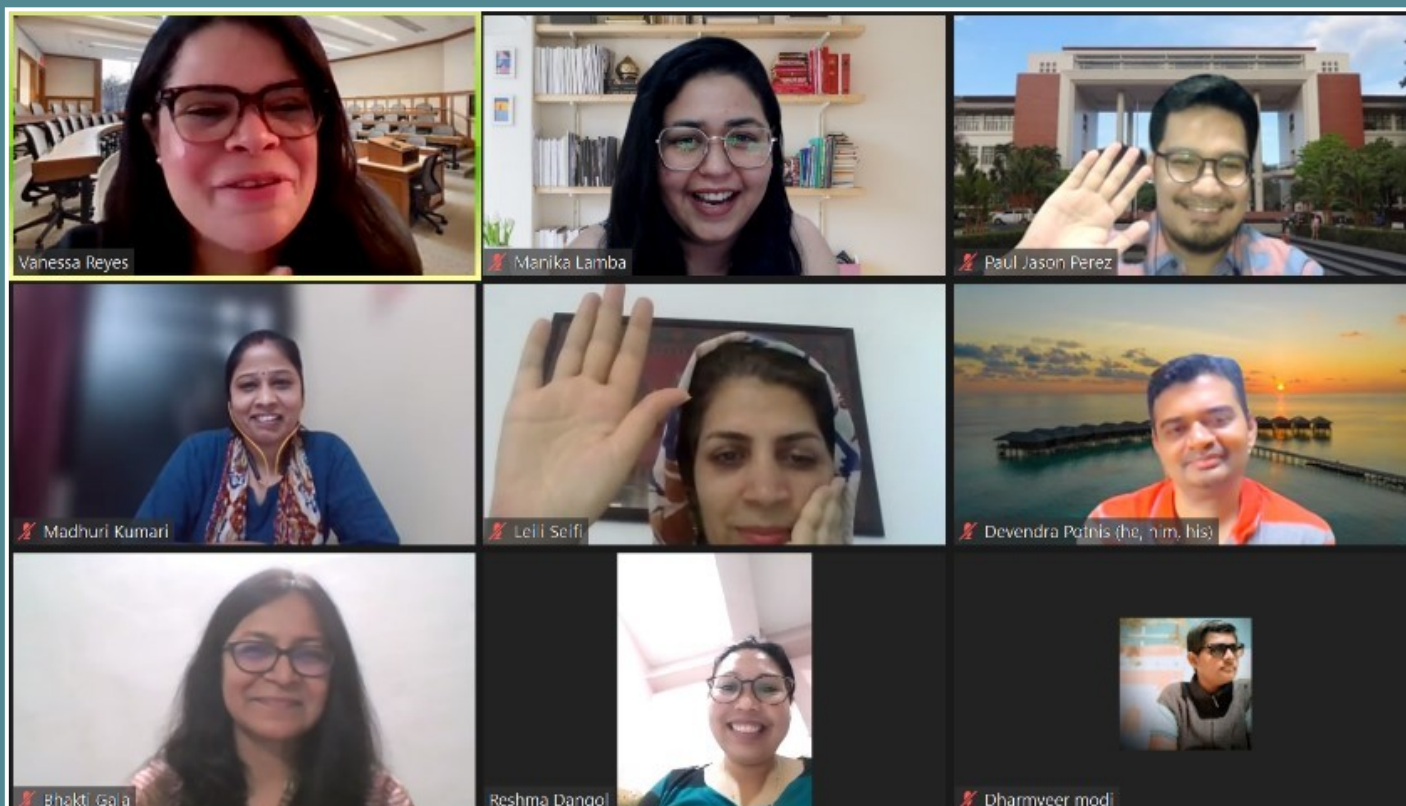 Vanessa Reyes
Manika Lamba
Paul Jason Perez
Madhuri Kumari
Leili Seifi
Devendra Potnis (he, him, his)
Bhakti Gala
Reshma Dangol
Dharmveer modi